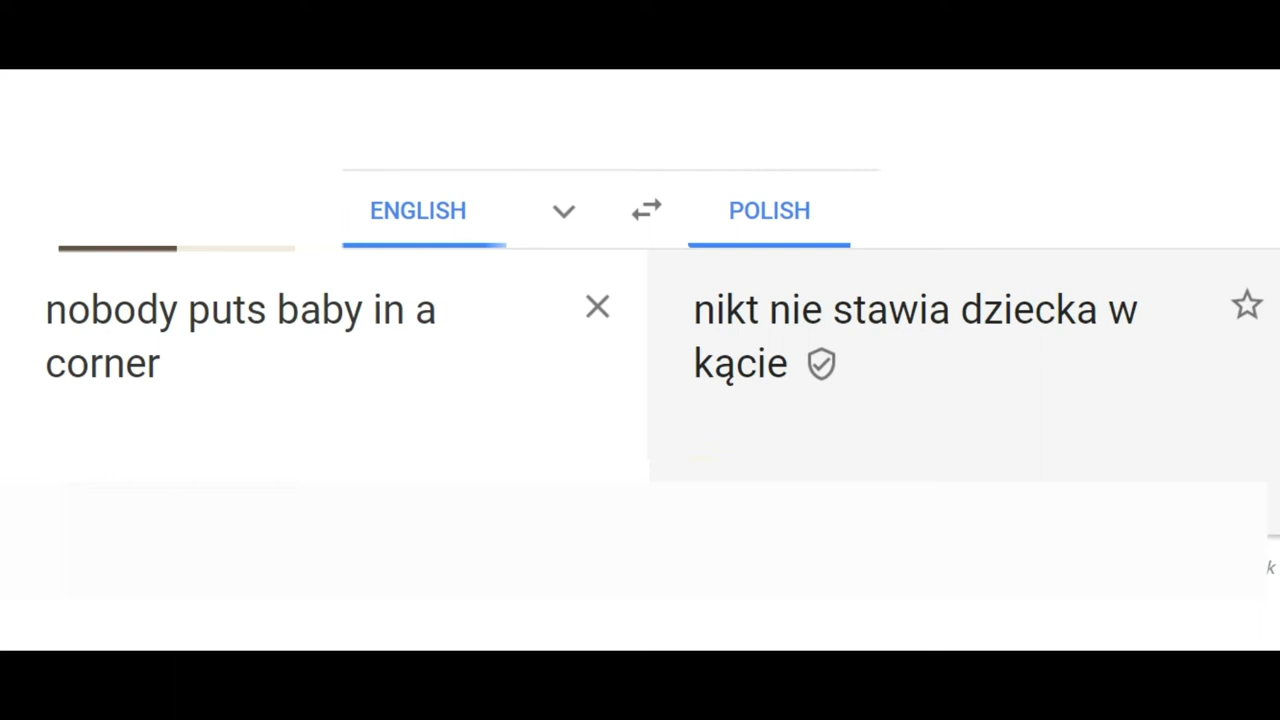 ENGLISH
POLISH
nobody puts baby in a
corner
nikt nie stawia dziecka w
kącie
k